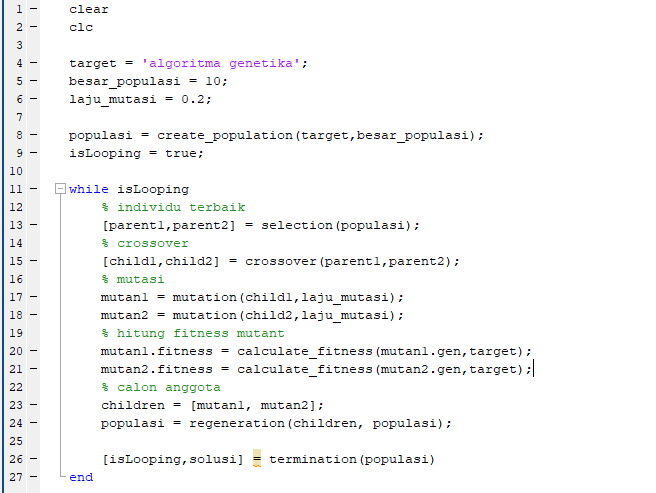 1 - clear
2 - clc
3
4 - target = 'algoritma genetika';
5 - besar_populasi = 10;
6 - laju_mutasi = 0.2;
7
8 - populasi = create_population(target,besar_populasi);
9 - isLooping = true;
10
11 - while isLooping
12 % individu terbaik
13 - [parent1,parent2] = selection(populasi);
14 % crossover
15 - [child1,child2] = crossover(parent1,parent2);
16 % mutasi
17 - mutan1 = mutation(child1,laju_mutasi);
18 - mutan2 = mutation(child2,laju_mutasi);
19 % hitung fitness mutant
20 - mutan1.fitness = calculate_fitness(mutan1.gen,target);
21 - mutan2.fitness = calculate_fitness(mutan2.gen,target);
22 % calon anggota
23 - children = [mutan1, mutan2];
24 - populasi = regeneration(children, populasi);
25
26 - [isLooping,solusi] = termination(populasi)
27 - end